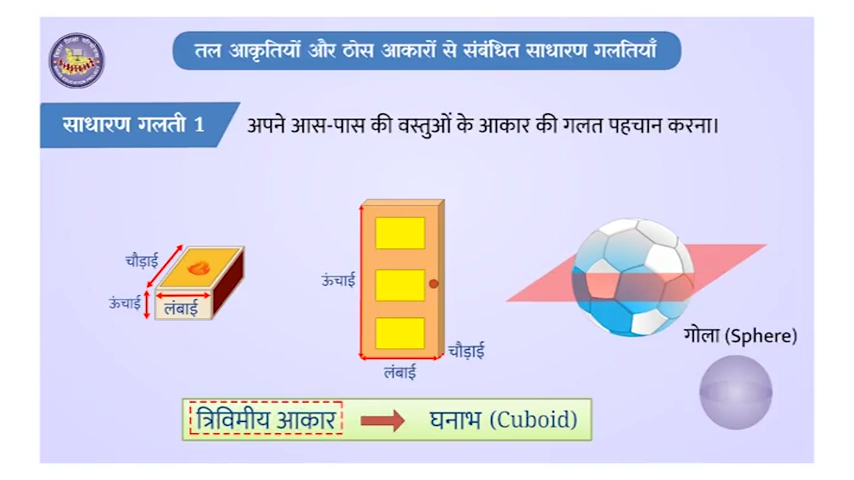 तल आकृतियों और ठोस आकारों से संबंधित साधारण गलतियाँ
साधारण गलती 1
अपने आस-पास की वस्तुओं के आकार की गलत पहचान करना।
चौड़ाई
ऊंचाई
लंबाई
ऊंचाई
चौड़ाई
लंबाई
गोला (Sphere)
त्रिविमीय आकार
घनाभ (Cuboid)